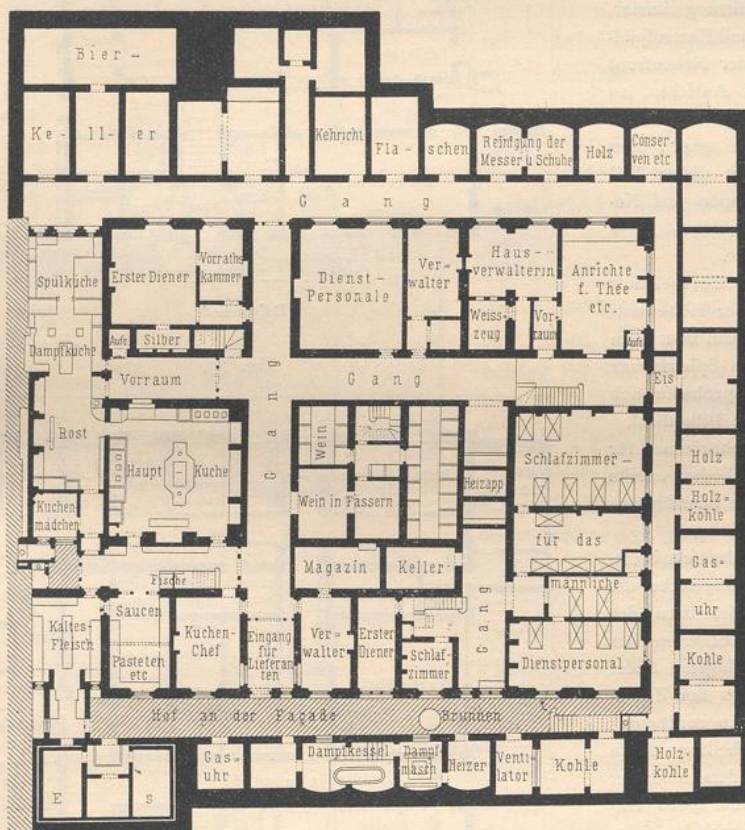 Bier -
Ke - ll - er
Kehricht
Fla - schen
Reinigung der
Messer u. Schuhe
Holz
Conser-
ven etc
Gang
Spülküche
Erster Diener
Vorraths
kammer
Dienst-
Personale
Ver=
walter
Haus-
verwalterin
Anrichte
f. Thee
etc.
Weiss-
zeug
Vor-
raum
Aufz
Silber
Aufz
Dampfküche
Vorraum
Gang
Eis
Gang
Rost
Haupt Küche
Wein
Wein in Fässern
Heizapp
Schlafzimmer -
Holz
Holz-
kohle
Küchen
mädchen
für das
Gas=
uhr
Fische
Magazin
Keller
männliche
Kaltes-
Fleisch
Saucen
Pasteten
etc
Küchen-
Chef
Eingang
für
Lieferan
ten
Ver=
walter
Erster
Diener
Schlaf-
zimmer
Gang
Dienstpersonal
Kohle
Hof an der Façade
Brunnen
Gas=
uhr
Dampfkessel
Dampf-
masch
Heizer
Venti-
lator
Kohle
Holz-
kohle
E s